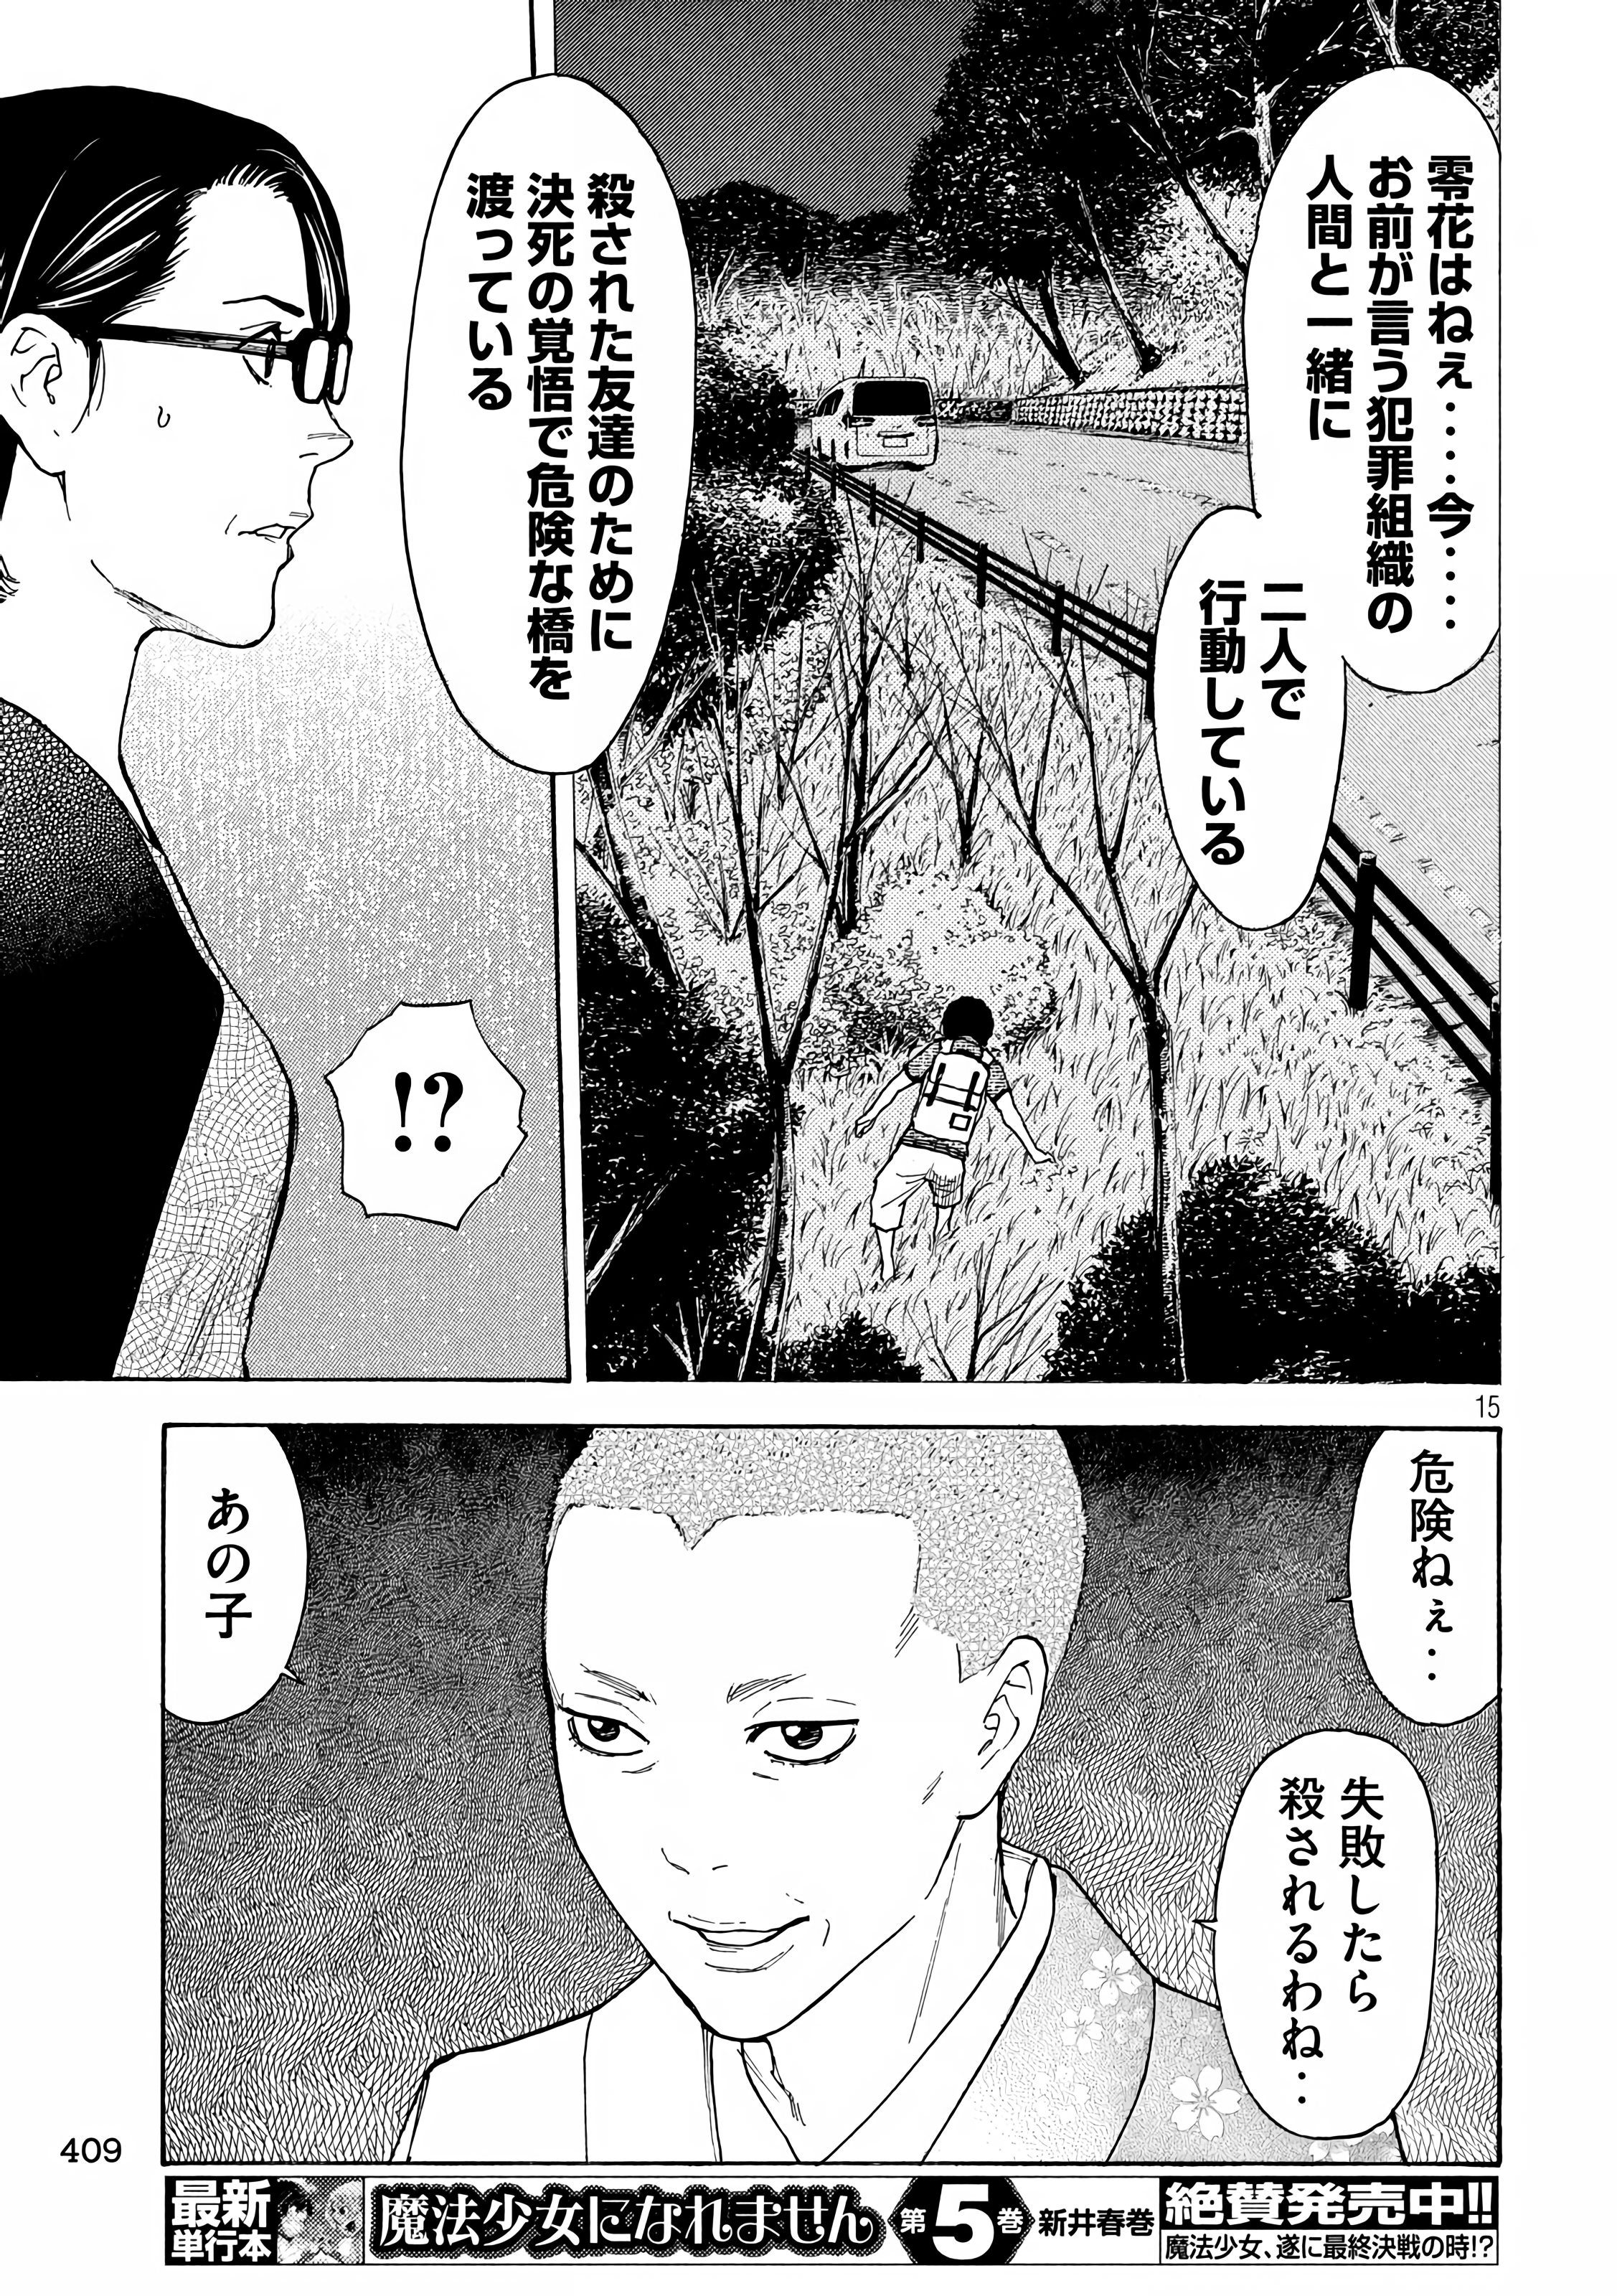 零花はねぇ‥‥今‥‥
お前が言う犯罪組織の
人間と一緒に
二人で
行動している
殺された友達のために
決死の覚悟で危険な橋を
渡っている
!?
15
危険ねぇ‥
失敗したら
殺されるわね‥
あの子
409
最新
単行本
魔法少女になれません
第5巻
新井春巻
絶賛発売中!!
魔法少女、遂に最終決戦の時!?